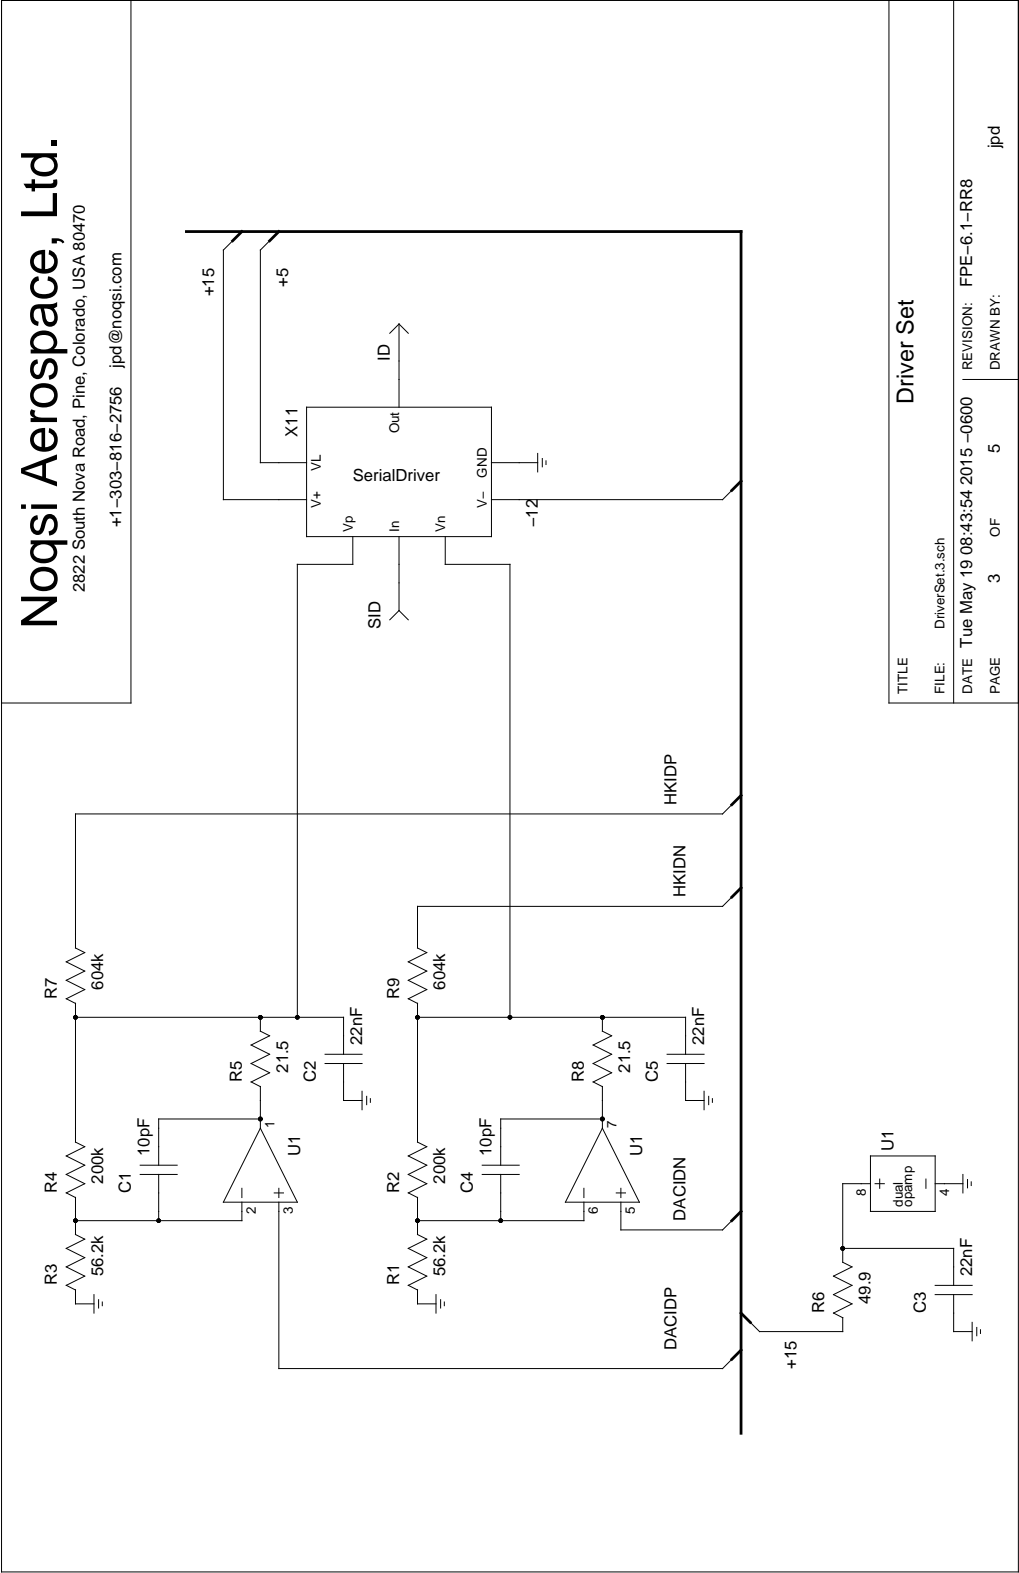 Noqsi Aerospace, Ltd.
2822 South Nova Road, Pine, Colorado, USA 80470
+1−303−816−2756 jpd@noqsi.com
R3
56.2k
R4
200k
R7
604k
C1
10pF
R5
21.5
2
3
1
U1
C2
22nF
+15
+5
X11
V+
VL
Vp
In
Vn
SerialDriver
Out
V−
GND
−12
SID
ID
R1
56.2k
R2
200k
R9
604k
C4
10pF
R8
21.5
6
5
7
U1
C5
22nF
DACIDP
DACIDN
HKIDN
HKIDP
+15
R6
49.9
C3
22nF
8
dual
opamp
4
U1
TITLE
Driver Set
FILE: DriverSet.3.sch
DATE Tue May 19 08:43:54 2015 −0600
REVISION: FPE−6.1−RR8
PAGE 3 OF 5
DRAWN BY: jpd